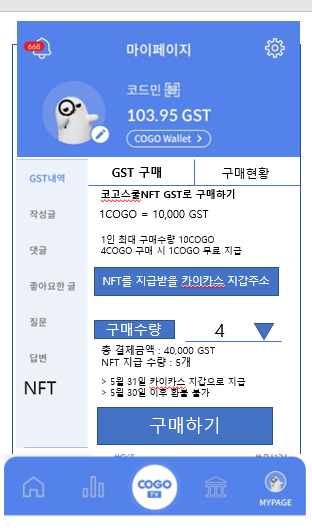 668
마이페이지
코드민
103.95 GST
COGO Wallet >
GST내역
작성글
댓글
좋아요한 글
질문
답변
NFT
GST 구매
구매현황
코고스쿨NFT GST로 구매하기
1COGO = 10,000 GST
1인 최대 구매수량 10COGO
4COGO 구매 시 1COGO 무료 지급
NFT를 지급받을 카이카스 지갑주소
구매수량
4
총 결제금액 : 40,000 GST
NFT 지급 수량 : 5개
> 5월 31일 카이카스 지갑으로 지급
> 5월 30일 이후 환불 불가
구매하기
COGO
TV
MYPAGE